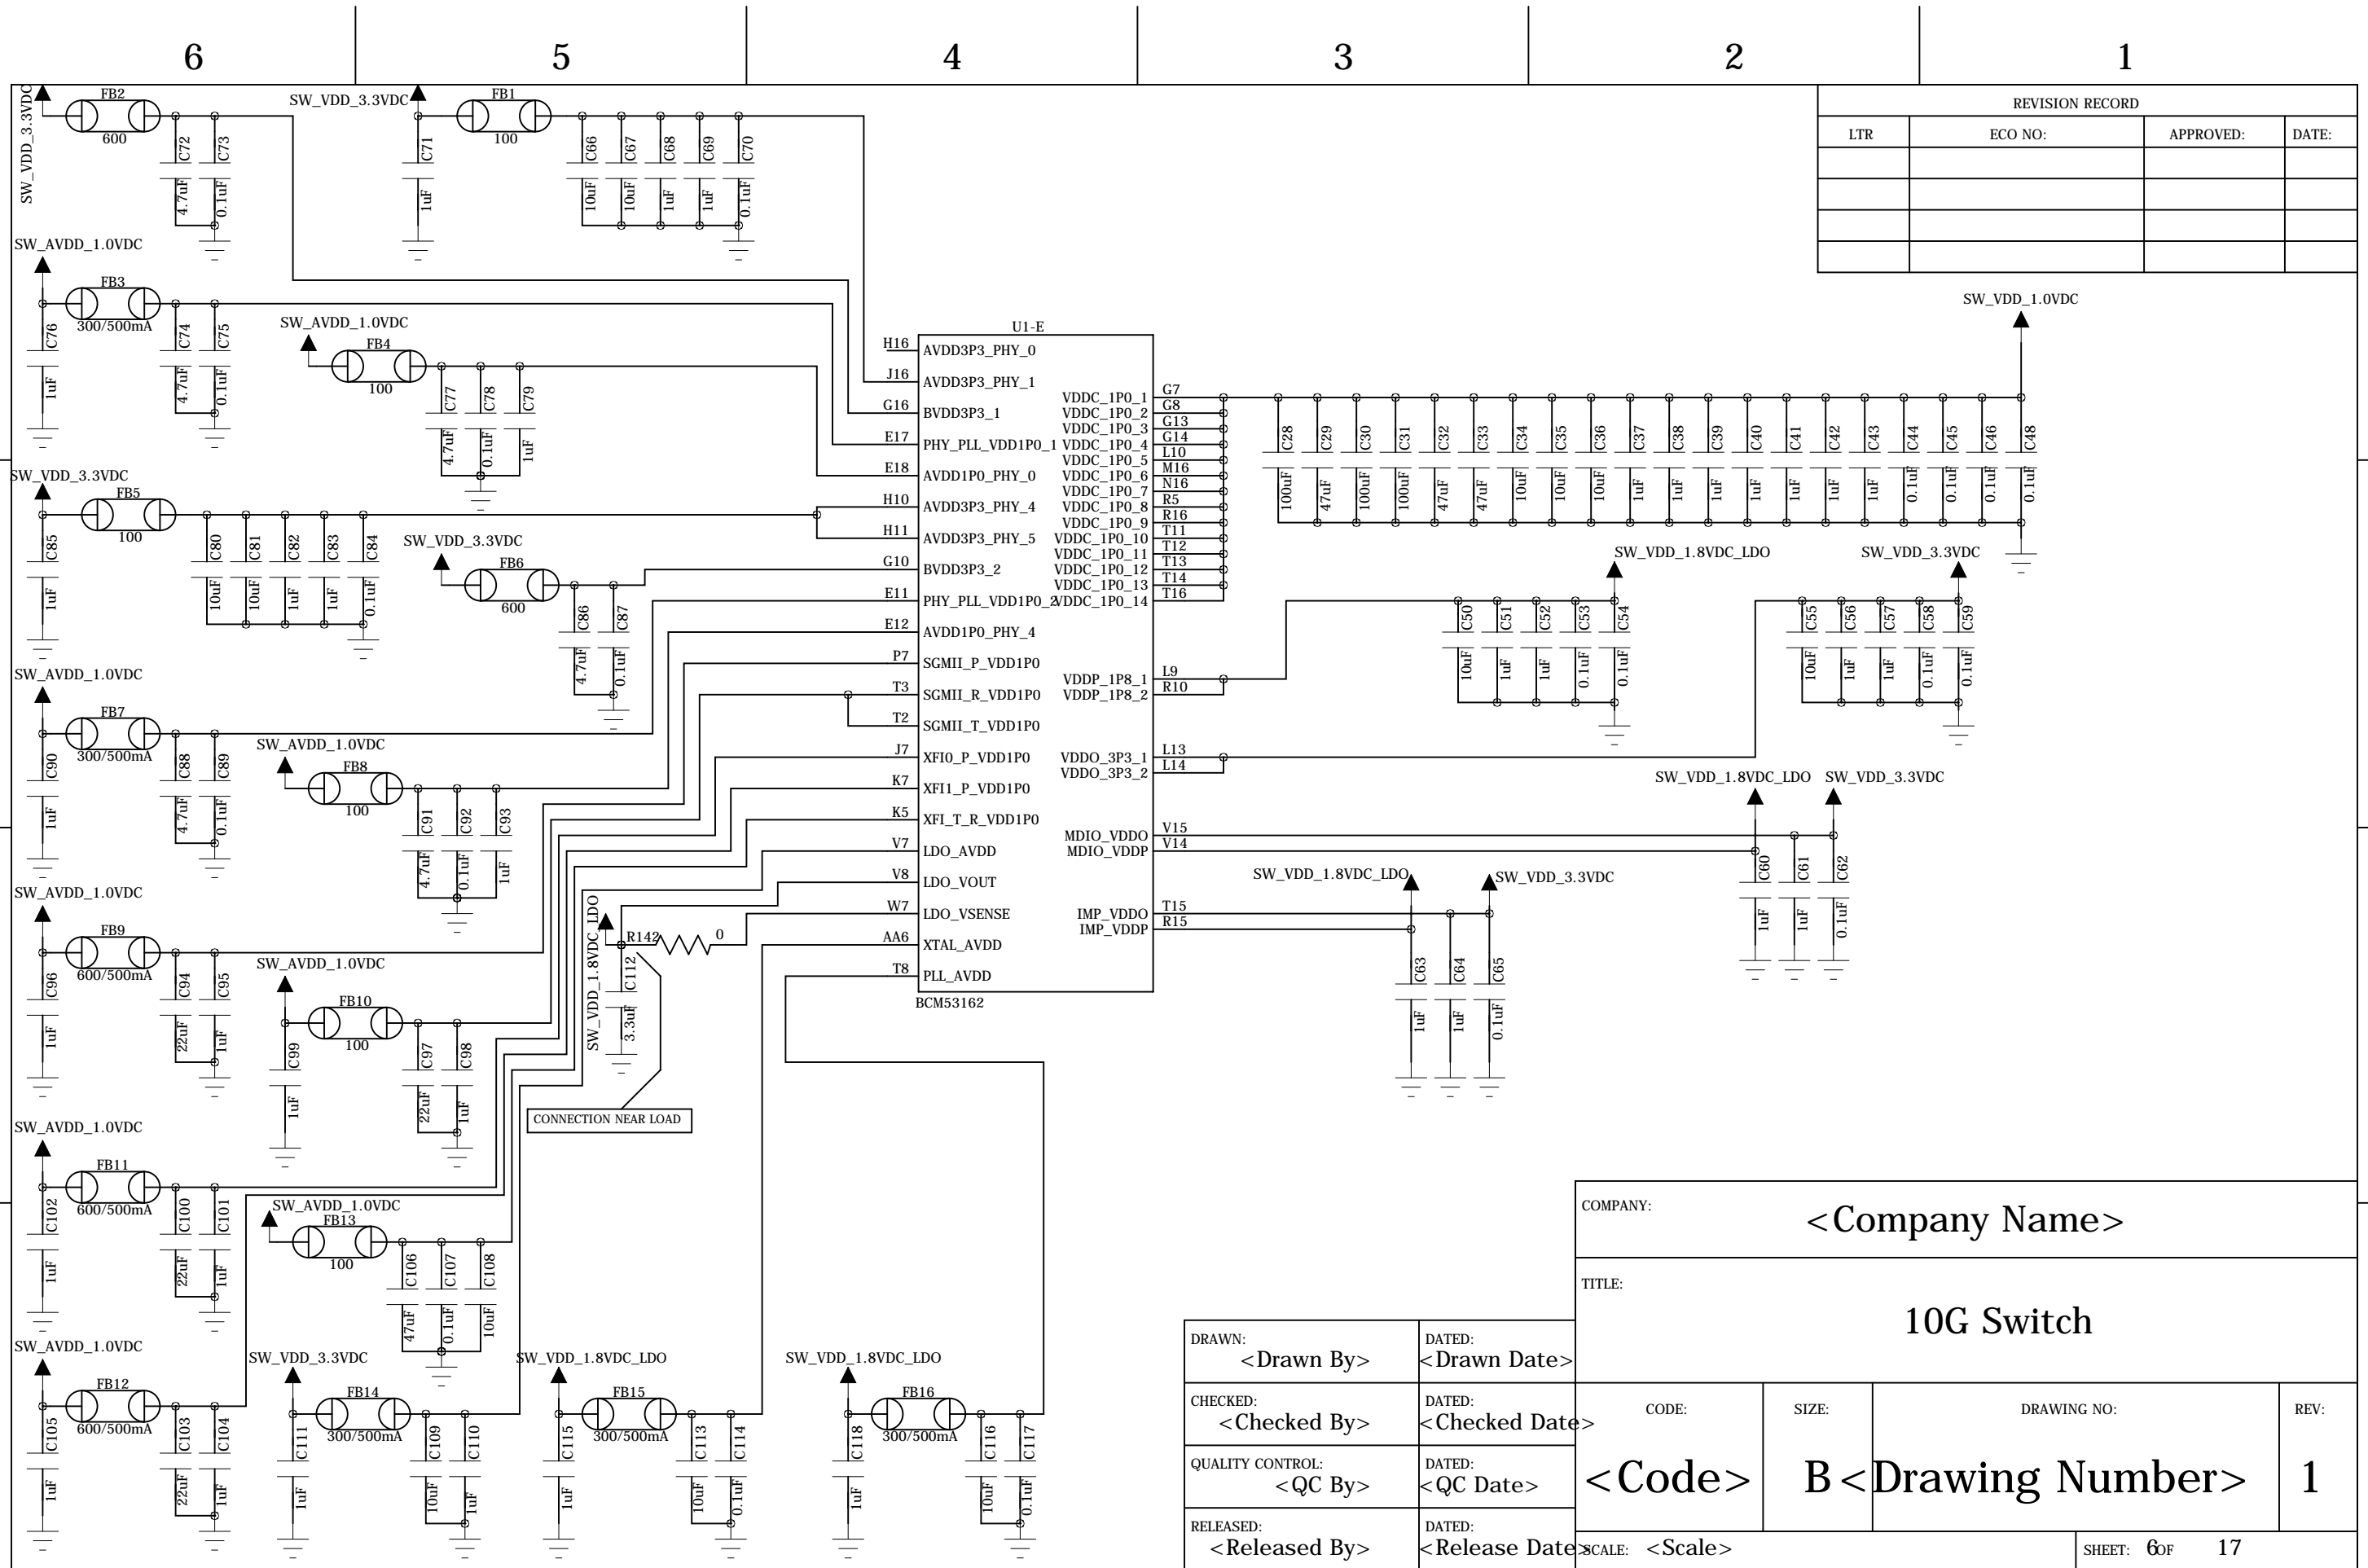 6 5 4 3 2 1
REVISION RECORD
LTR ECO NO: APPROVED: DATE:
SW_VDD_3.3VDC
FB2
600
C72 4.7uF
C73 0.1uF
SW_VDD_3.3VDC
C71 1uF
FB1
100
C66 10uF
C67 10uF
C68 1uF
C69 1uF
C70 0.1uF
SW_AVDD_1.0VDC
FB3
300/500mA
C76 1uF
C74 4.7uF
C75 0.1uF
SW_AVDD_1.0VDC
FB4
100
C77 4.7uF
C78 0.1uF
C79 1uF
SW_VDD_3.3VDC
FB5
100
C85 1uF
C80 10uF
C81 10uF
C82 1uF
C83 1uF
C84 0.1uF
SW_VDD_3.3VDC
FB6
600
C86 4.7uF
C87 0.1uF
SW_AVDD_1.0VDC
FB7
300/500mA
C90 1uF
C88 4.7uF
C89 0.1uF
SW_AVDD_1.0VDC
FB8
100
C91 4.7uF
C92 0.1uF
C93 1uF
SW_AVDD_1.0VDC
FB9
600/500mA
C96 1uF
C94 22uF
C95 1uF
SW_AVDD_1.0VDC
FB10
100
C99 1uF
C97 22uF
C98 1uF
SW_VDD_1.8VDC_LDO
R142 0
C112 3.3uF
CONNECTION NEAR LOAD
SW_AVDD_1.0VDC
FB11
600/500mA
C102 1uF
C100 22uF
C101 1uF
SW_AVDD_1.0VDC
FB13
100
C106 47uF
C107 0.1uF
C108 10uF
SW_AVDD_1.0VDC
FB12
600/500mA
C105 1uF
C103 22uF
C104 1uF
SW_VDD_3.3VDC
FB14
300/500mA
C111 1uF
C109 10uF
C110 1uF
SW_VDD_1.8VDC_LDO
FB15
300/500mA
C115 1uF
C113 10uF
C114 0.1uF
SW_VDD_1.8VDC_LDO
FB16
300/500mA
C118 1uF
C116 10uF
C117 0.1uF
U1-E
H16 AVDD3P3_PHY_0
J16 AVDD3P3_PHY_1
G16 BVDD3P3_1
E17 PHY_PLL_VDD1P0_1
E18 AVDD1P0_PHY_0
H10 AVDD3P3_PHY_4
H11 AVDD3P3_PHY_5
G10 BVDD3P3_2
E11 PHY_PLL_VDD1P0_2
E12 AVDD1P0_PHY_4
P7 SGMII_P_VDD1P0
T3 SGMII_R_VDD1P0
T2 SGMII_T_VDD1P0
J7 XFI0_P_VDD1P0
K7 XFI1_P_VDD1P0
K5 XFI_T_R_VDD1P0
V7 LDO_AVDD
V8 LDO_VOUT
W7 LDO_VSENSE
AA6 XTAL_AVDD
T8 PLL_AVDD
VDDC_1P0_1 G7
VDDC_1P0_2 G8
VDDC_1P0_3 G13
VDDC_1P0_4 G14
VDDC_1P0_5 L10
VDDC_1P0_6 M16
VDDC_1P0_7 N16
VDDC_1P0_8 R5
VDDC_1P0_9 R16
VDDC_1P0_10 T11
VDDC_1P0_11 T12
VDDC_1P0_12 T13
VDDC_1P0_13 T14
VDDC_1P0_14 T16
VDDP_1P8_1 L9
VDDP_1P8_2 R10
VDDO_3P3_1 L13
VDDO_3P3_2 L14
MDIO_VDDO V15
MDIO_VDDP V14
IMP_VDDO T15
IMP_VDDP R15
BCM53162
SW_VDD_1.0VDC
C28 100uF
C29 47uF
C30 100uF
C31 100uF
C32 47uF
C33 47uF
C34 10uF
C35 10uF
C36 10uF
C37 1uF
C38 1uF
C39 1uF
C40 1uF
C41 1uF
C42 1uF
C43 1uF
C44 0.1uF
C45 0.1uF
C46 0.1uF
C48 0.1uF
SW_VDD_1.8VDC_LDO
C50 10uF
C51 1uF
C52 1uF
C53 0.1uF
C54 0.1uF
SW_VDD_3.3VDC
C55 10uF
C56 1uF
C57 1uF
C58 0.1uF
C59 0.1uF
SW_VDD_1.8VDC_LDO SW_VDD_3.3VDC
C60 1uF
C61 1uF
C62 0.1uF
SW_VDD_1.8VDC_LDO SW_VDD_3.3VDC
C63 1uF
C64 1uF
C65 0.1uF
COMPANY:
<Company Name>
TITLE:
10G Switch
DRAWN: <Drawn By>
DATED: <Drawn Date>
CHECKED: <Checked By>
DATED: <Checked Date>
QUALITY CONTROL: <QC By>
DATED: <QC Date>
RELEASED: <Released By>
DATED: <Release Date>
CODE: <Code>
SIZE: B
DRAWING NO: <Drawing Number>
REV: 1
SCALE: <Scale>
SHEET: 6 OF 17